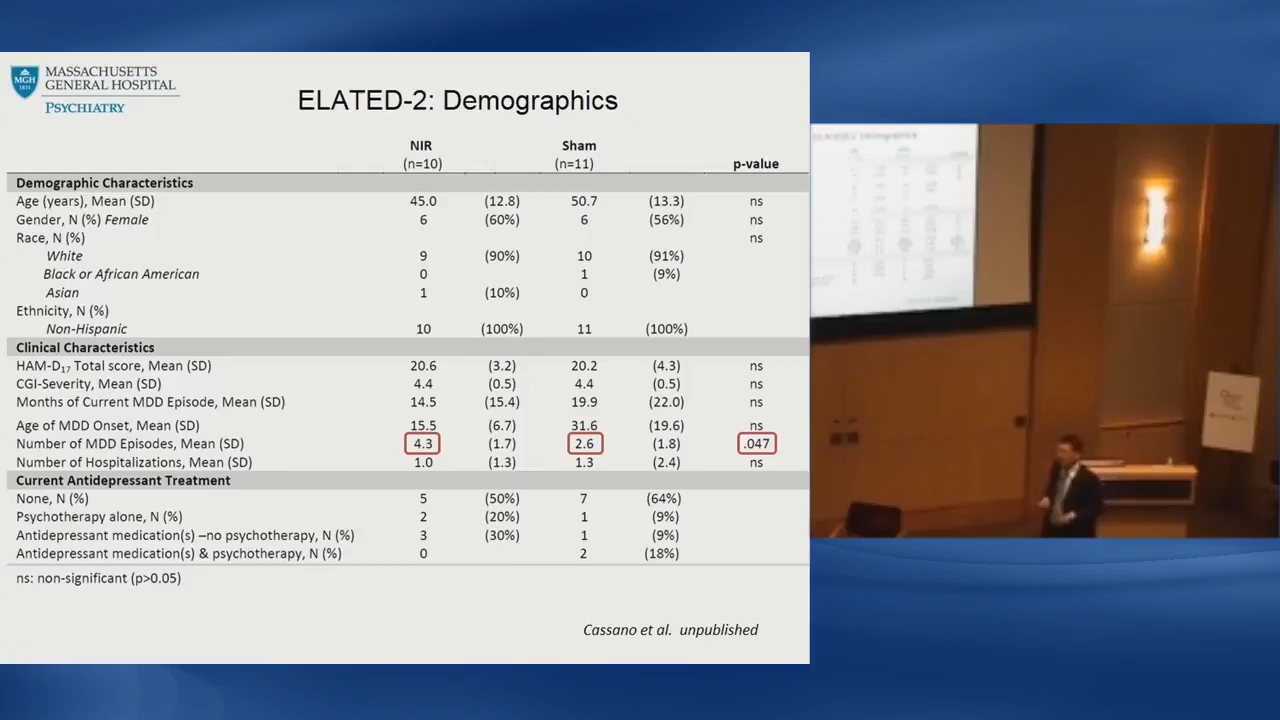 MGH
1811
MASSACHUSETTS
GENERAL HOSPITAL
PSYCHIATRY
ELATED-2: Demographics
NIR Sham
(n=10) (n=11) p-value
Demographic Characteristics
Age (years), Mean (SD) 45.0 (12.8) 50.7 (13.3) ns
Gender, N (%) Female 6 (60%) 6 (56%) ns
Race, N (%) ns
White 9 (90%) 10 (91%)
Black or African American 0 1 (9%)
Asian 1 (10%) 0
Ethnicity, N (%)
Non-Hispanic 10 (100%) 11 (100%)
Clinical Characteristics
HAM-D17 Total score, Mean (SD) 20.6 (3.2) 20.2 (4.3) ns
CGI-Severity, Mean (SD) 4.4 (0.5) 4.4 (0.5) ns
Months of Current MDD Episode, Mean (SD) 14.5 (15.4) 19.9 (22.0) ns
Age of MDD Onset, Mean (SD) 15.5 (6.7) 31.6 (19.6) ns
Number of MDD Episodes, Mean (SD) 4.3 (1.7) 2.6 (1.8) .047
Number of Hospitalizations, Mean (SD) 1.0 (1.3) 1.3 (2.4) ns
Current Antidepressant Treatment
None, N (%) 5 (50%) 7 (64%)
Psychotherapy alone, N (%) 2 (20%) 1 (9%)
Antidepressant medication(s) –no psychotherapy, N (%) 3 (30%) 1 (9%)
Antidepressant medication(s) & psychotherapy, N (%) 0 2 (18%)
ns: non-significant (p>0.05)
Cassano et al. unpublished